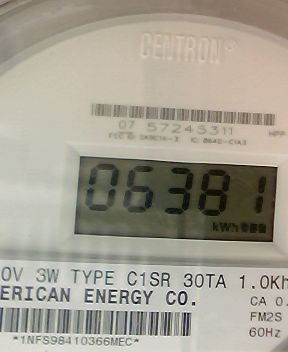 CENTRON®
07 57245311
06381
kWh
0V 3W TYPE C1SR 30TA 1.0Kh
ERICAN ENERGY CO.
CA 0.
FM2S
60Hz
*1NFS98410366MEC*